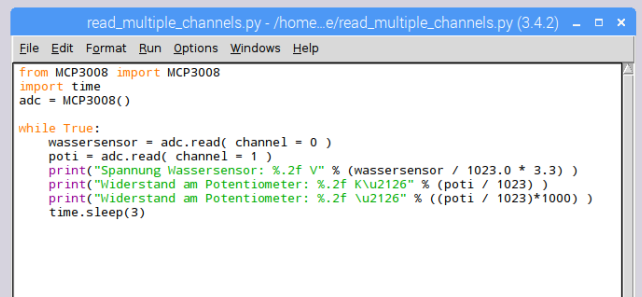 read_multiple_channels.py - /home...e/read_multiple_channels.py (3.4.2)
File Edit Format Run Options Windows Help
from MCP3008 import MCP3008
import time
adc = MCP3008()
while True:
    wassersensor = adc.read( channel = 0 )
    poti = adc.read( channel = 1 )
    print("Spannung Wassersensor: %.2f V" % (wassersensor / 1023.0 * 3.3) )
    print("Widerstand am Potentiometer: %.2f K\u2126" % (poti / 1023) )
    print("Widerstand am Potentiometer: %.2f \u2126" % ((poti / 1023)*1000) )
    time.sleep(3)